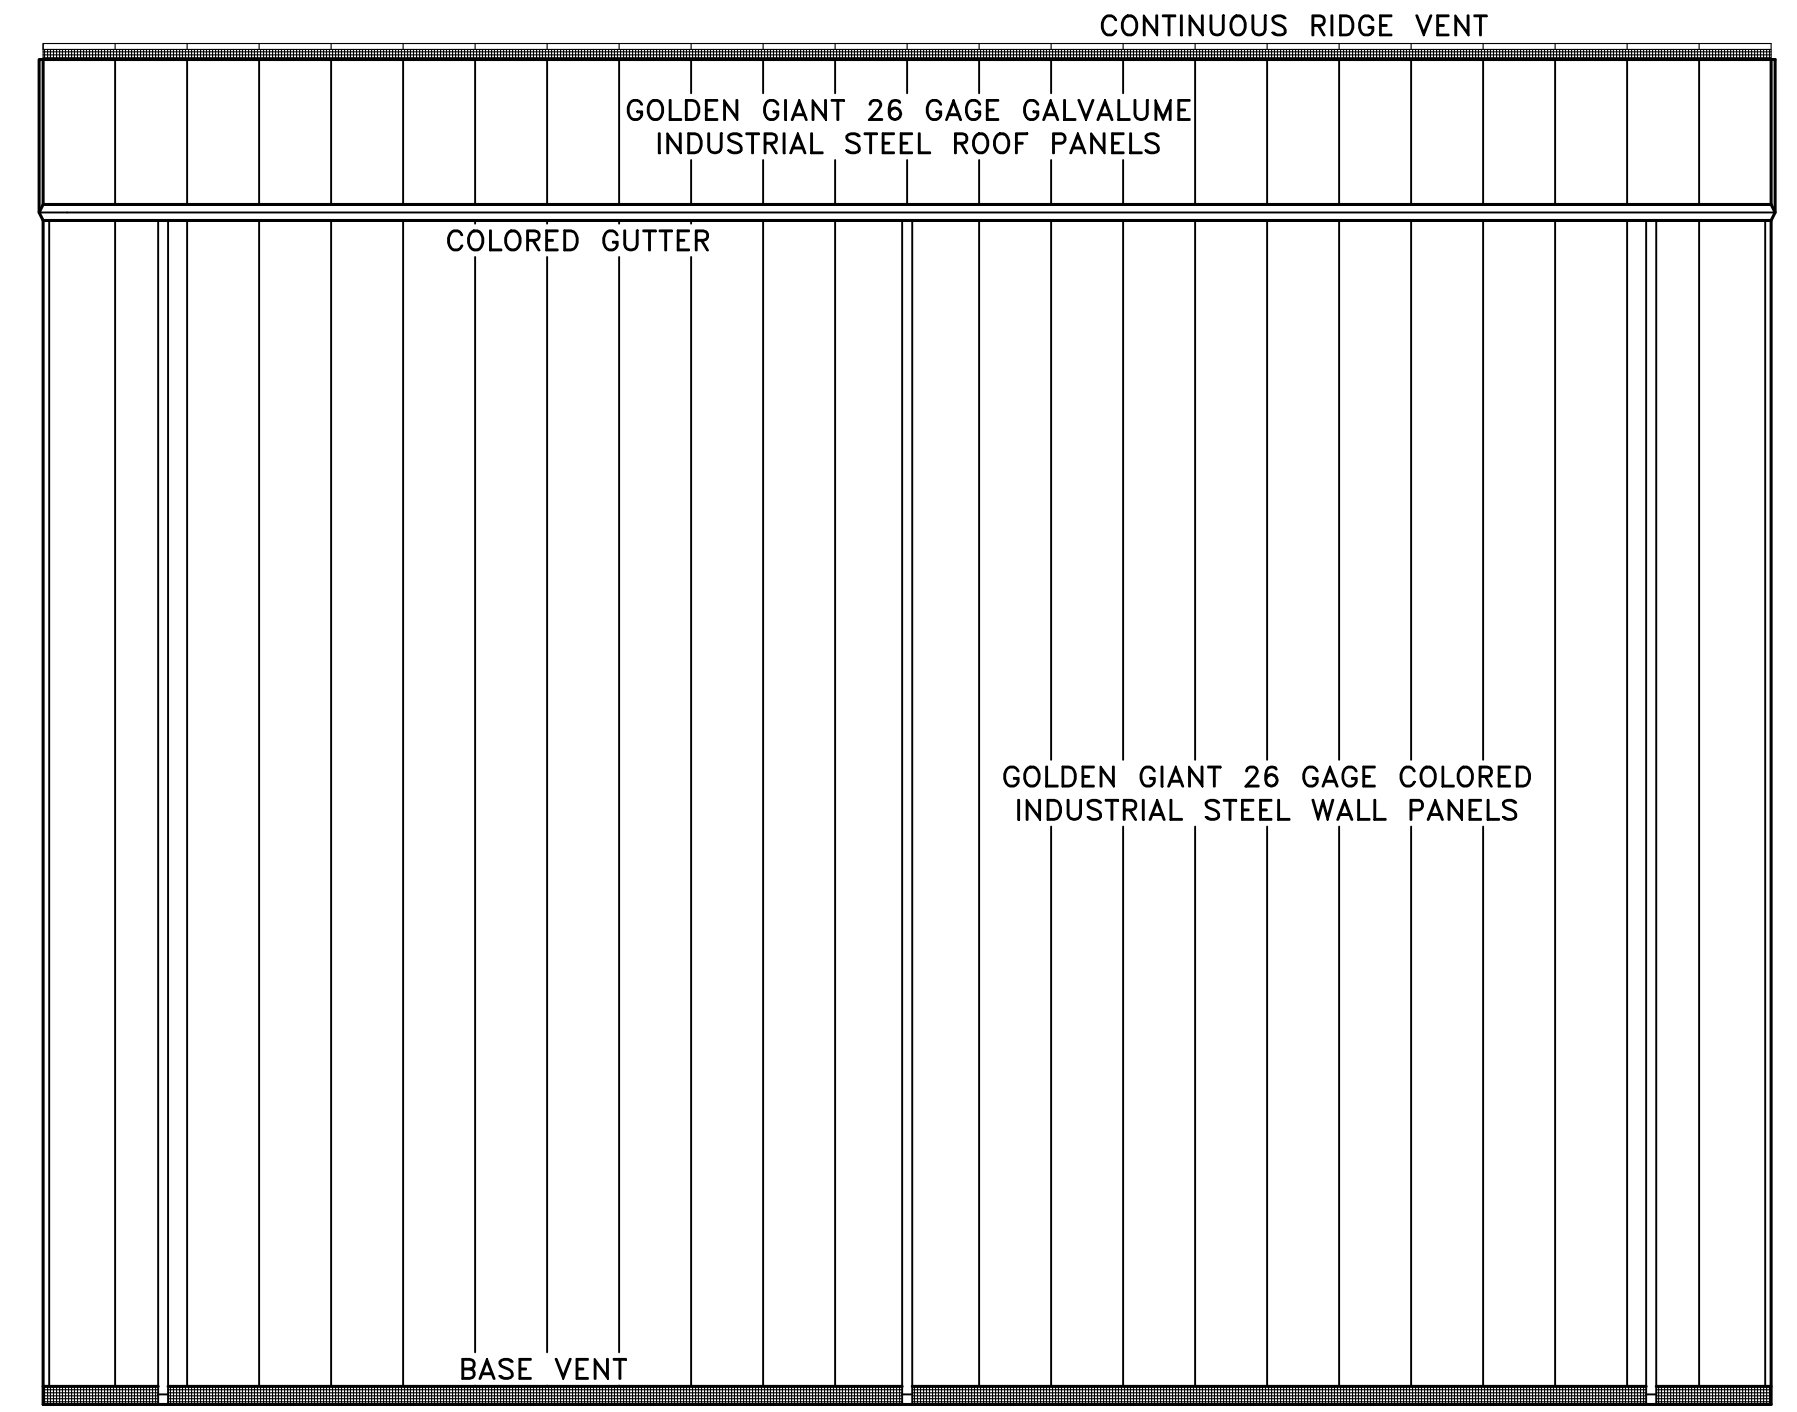 CONTINUOUS RIDGE VENT
GOLDEN GIANT 26 GAGE GALVALUME
INDUSTRIAL STEEL ROOF PANELS
COLORED GUTTER
GOLDEN GIANT 26 GAGE COLORED
INDUSTRIAL STEEL WALL PANELS
BASE VENT